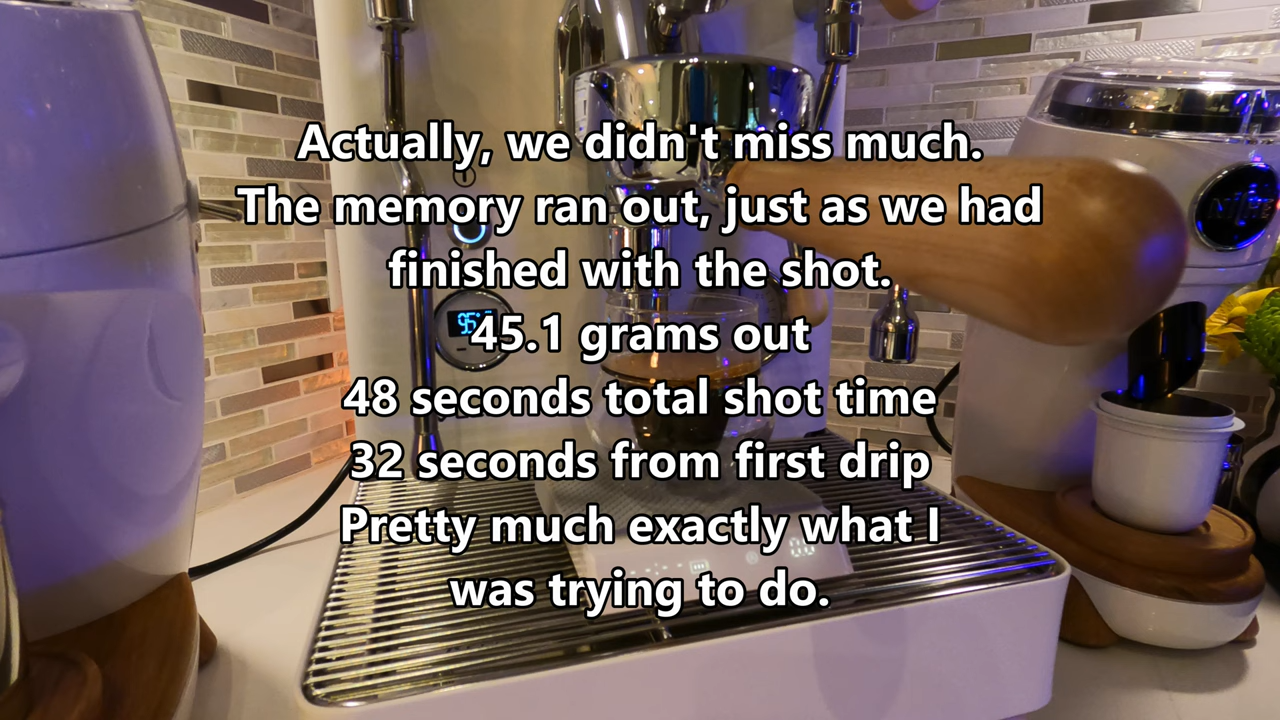 Actually, we didn't miss much.
The memory ran out, just as we had
finished with the shot.
45.1 grams out
48 seconds total shot time
32 seconds from first drip
Pretty much exactly what I
was trying to do.